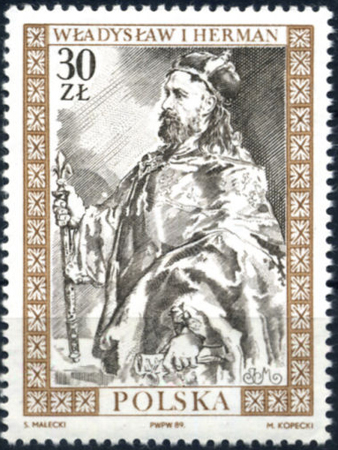 WŁADYSŁAW I HERMAN
30
ZŁ
POLSKA
S. MAŁECKI PWPW 89. M. KOPECKI